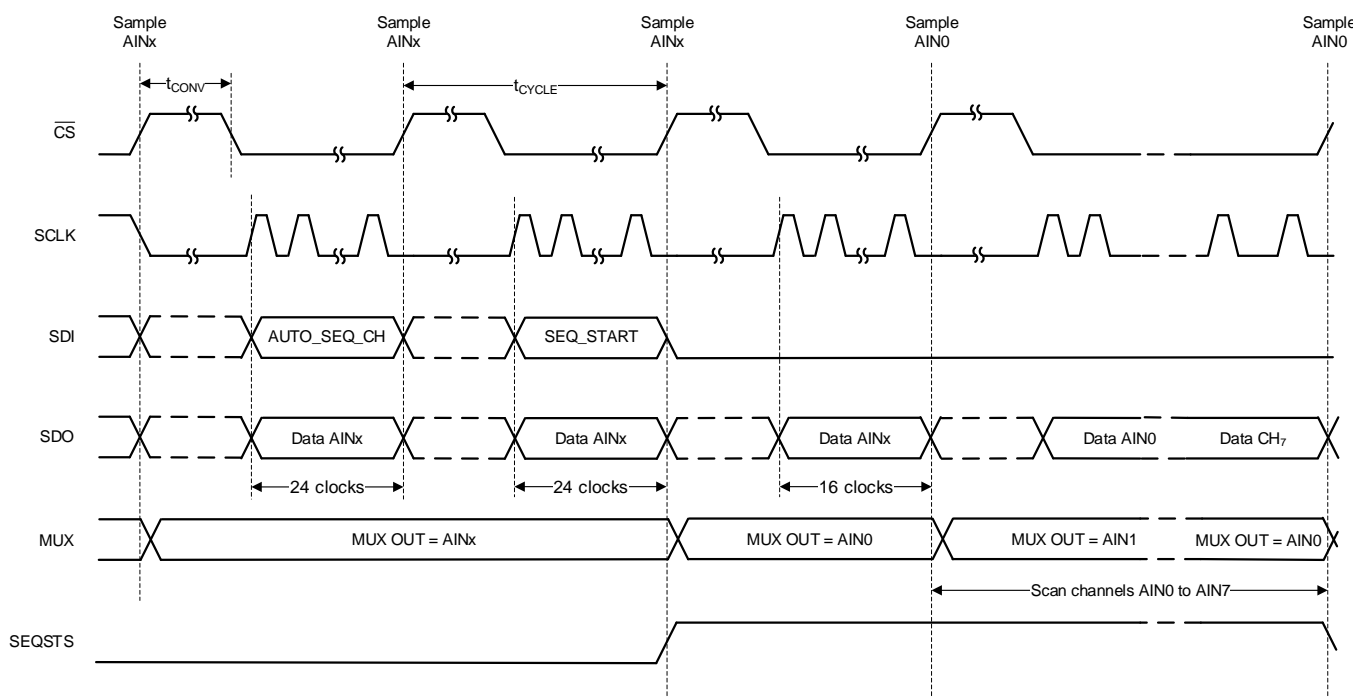 Sample
AINx
Sample
AINx
Sample
AINx
Sample
AIN0
Sample
AIN0
tCONV
tCYCLE
CS
SCLK
SDI
AUTO_SEQ_CH
SEQ_START
SDO
Data AINx
Data AINx
Data AINx
Data AIN0
Data CH7
24 clocks
24 clocks
16 clocks
MUX
MUX OUT = AINx
MUX OUT = AIN0
MUX OUT = AIN1
MUX OUT = AIN0
Scan channels AIN0 to AIN7
SEQSTS